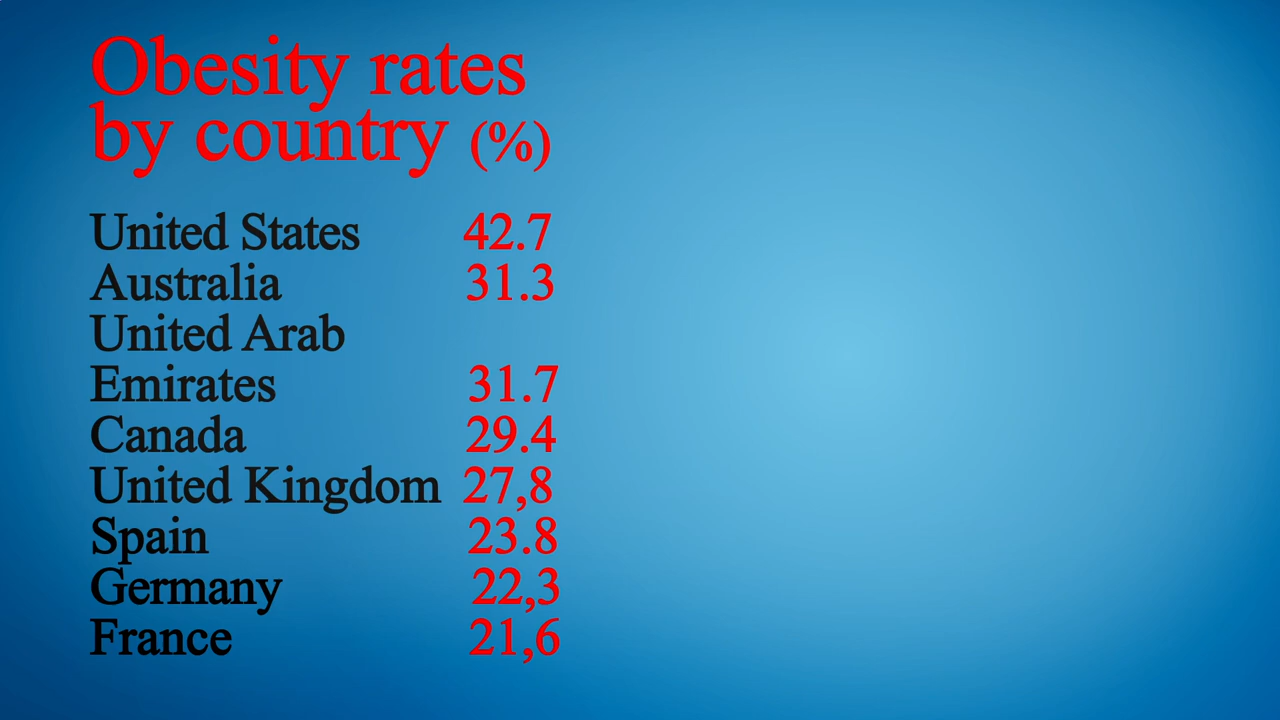 Obesity rates
by country (%)
United States 42.7
Australia 31.3
United Arab
Emirates 31.7
Canada 29.4
United Kingdom 27,8
Spain 23.8
Germany 22,3
France 21,6